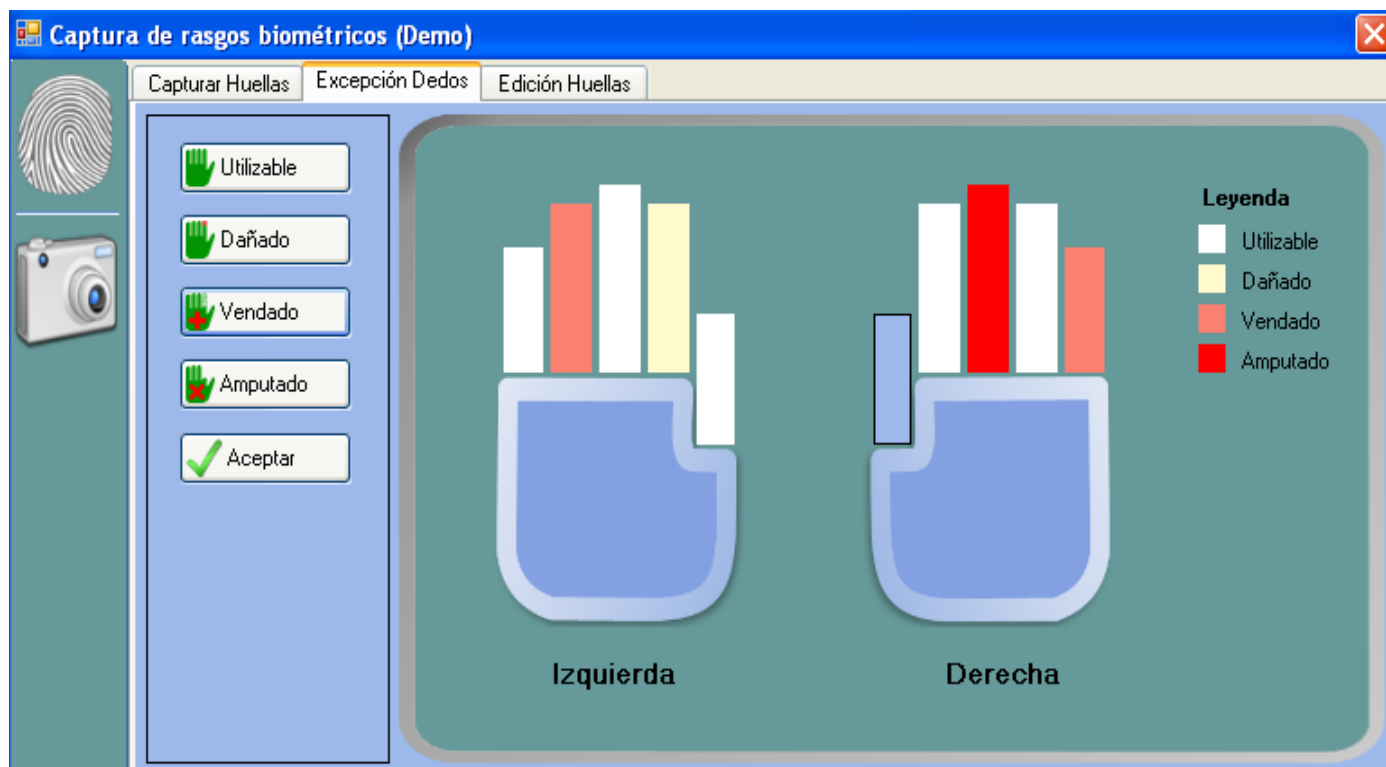 Captura de rasgos biométricos (Demo)
Capturar Huellas
Excepción Dedos
Edición Huellas
Utilizable
Dañado
Vendado
Amputado
Aceptar
Leyenda
Utilizable
Dañado
Vendado
Amputado
Izquierda
Derecha